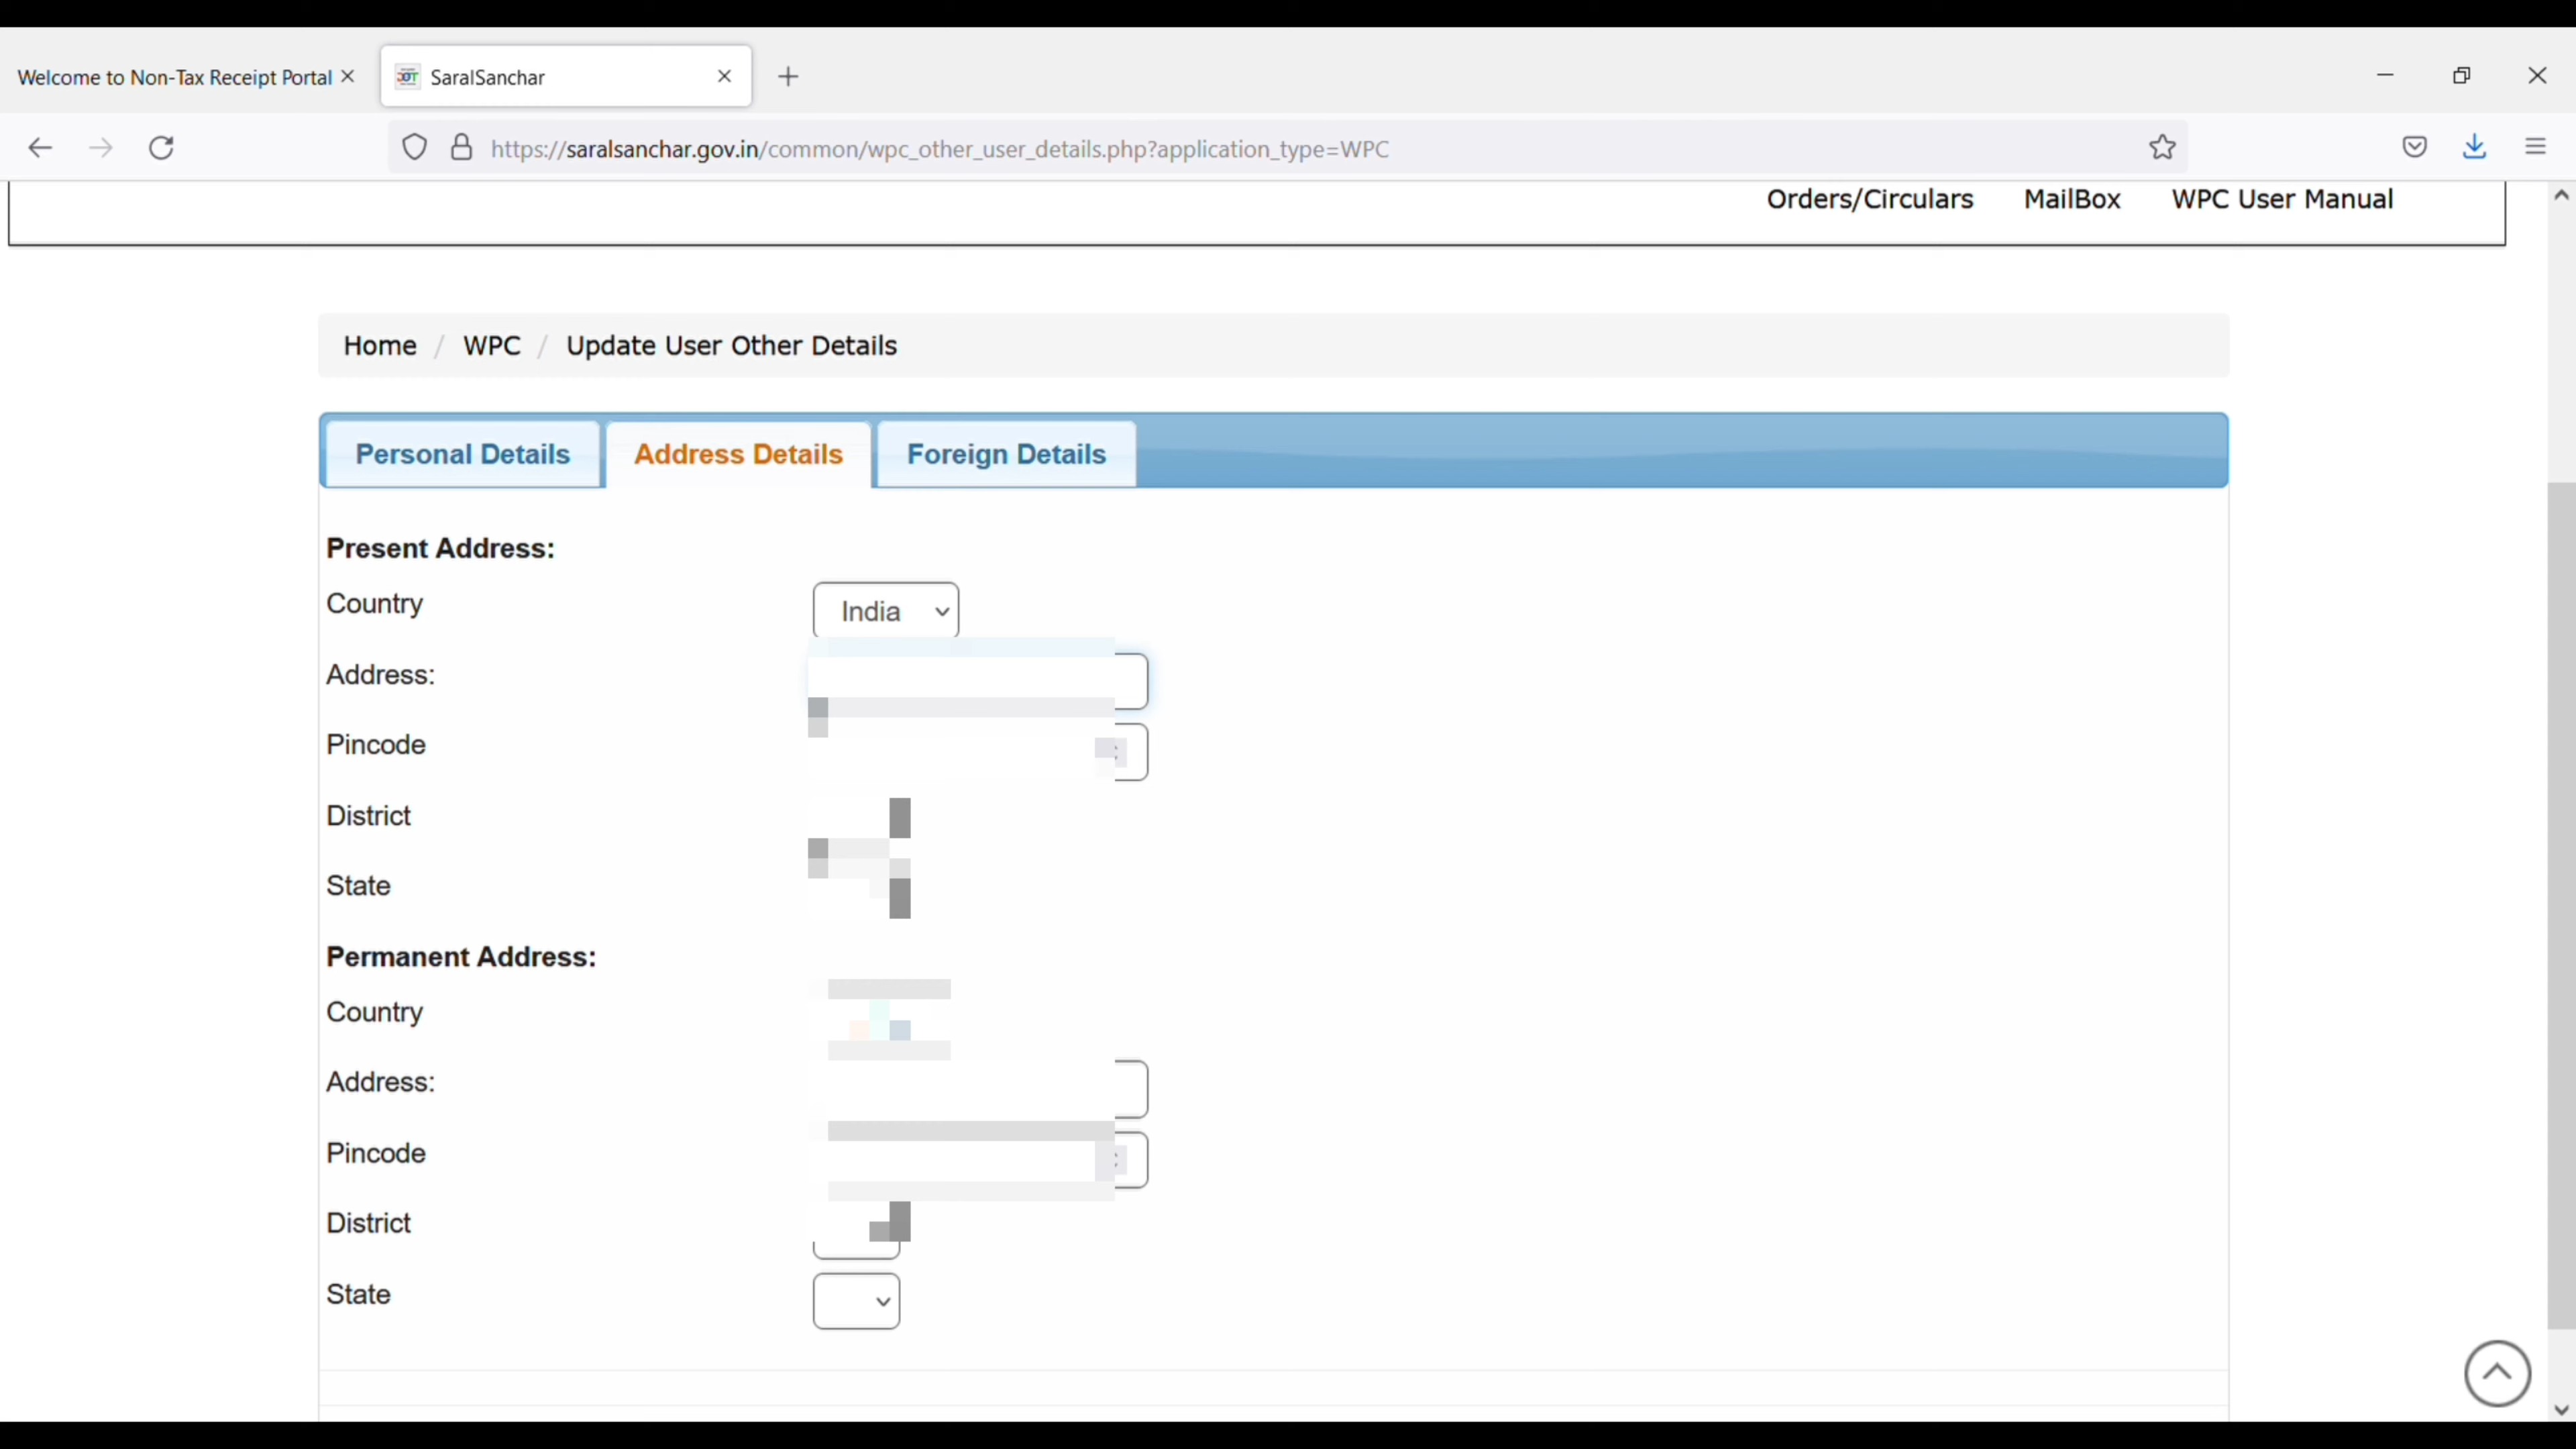 Welcome to Non-Tax Receipt Portal
SaralSanchar
https://saralsanchar.gov.in/common/wpc_other_user_details.php?application_type=WPC
Orders/Circulars MailBox WPC User Manual
Home / WPC / Update User Other Details
Personal Details Address Details Foreign Details
Present Address:
Country India
Address:
Pincode
District
State
Permanent Address:
Country
Address:
Pincode
District
State